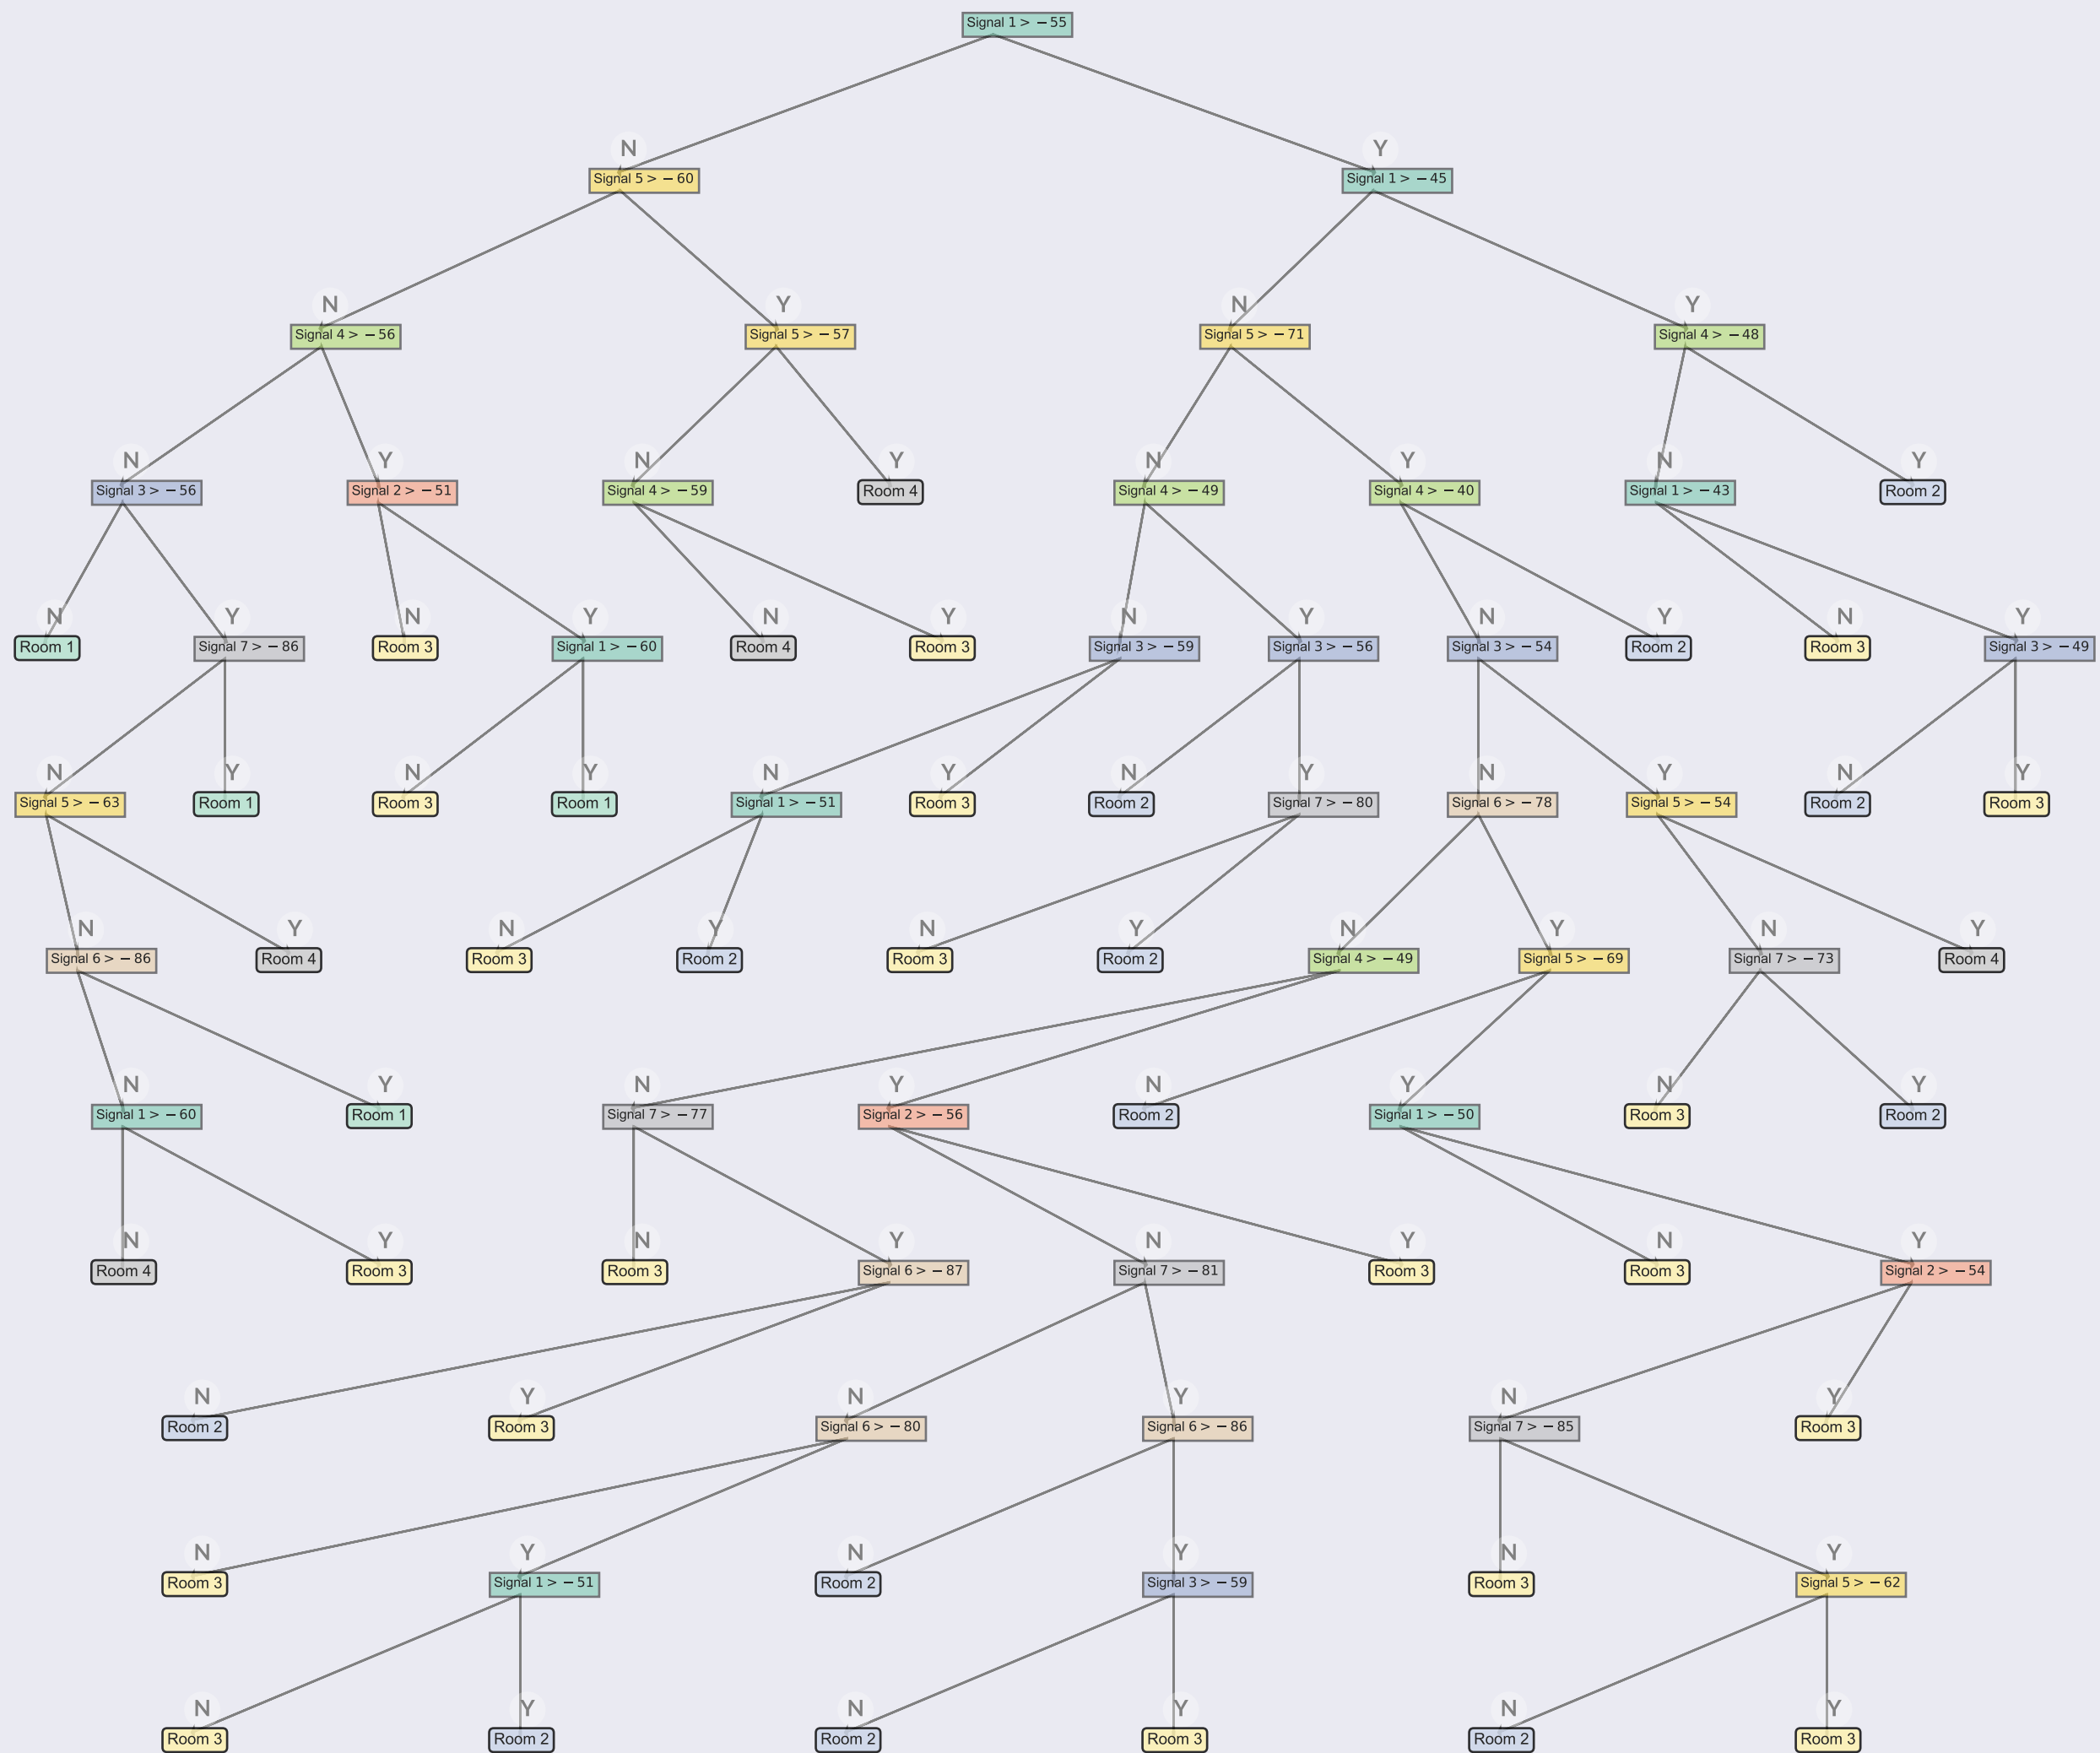 Signal 1 > −55
N
Y
Signal 5 > −60
Signal 1 > −45
N
Y
N
Y
Signal 4 > −56
Signal 5 > −57
Signal 5 > −71
Signal 4 > −48
N
Y
N
Y
N
Y
N
Y
Signal 3 > −56
Signal 2 > −51
Signal 4 > −59
Room 4
Signal 4 > −49
Signal 4 > −40
Signal 1 > −43
Room 2
N
Y
N
Y
N
Y
N
Y
N
Y
N
Y
Room 1
Signal 7 > −86
Room 3
Signal 1 > −60
Room 4
Room 3
Signal 3 > −59
Signal 3 > −56
Signal 3 > −54
Room 2
Room 3
Signal 3 > −49
N
Y
N
Y
N
Y
N
Y
N
Y
N
Y
Signal 5 > −63
Room 1
Room 3
Room 1
Signal 1 > −51
Room 3
Room 2
Signal 7 > −80
Signal 6 > −78
Signal 5 > −54
Room 2
Room 3
N
Y
N
Y
N
Y
N
Y
N
Y
Signal 6 > −86
Room 4
Room 3
Room 2
Room 3
Room 2
Signal 4 > −49
Signal 5 > −69
Signal 7 > −73
Room 4
N
Y
N
Y
N
Y
N
Y
Signal 1 > −60
Room 1
Signal 7 > −77
Signal 2 > −56
Room 2
Signal 1 > −50
Room 3
Room 2
N
Y
N
Y
N
Y
N
Y
Room 4
Room 3
Room 3
Signal 6 > −87
Signal 7 > −81
Room 3
Room 3
Signal 2 > −54
N
Y
N
Y
N
Y
Room 2
Room 3
Signal 6 > −80
Signal 6 > −86
Signal 7 > −85
Room 3
N
Y
N
Y
N
Y
Room 3
Signal 1 > −51
Room 2
Signal 3 > −59
Room 3
Signal 5 > −62
N
Y
N
Y
N
Y
Room 3
Room 2
Room 2
Room 3
Room 2
Room 3